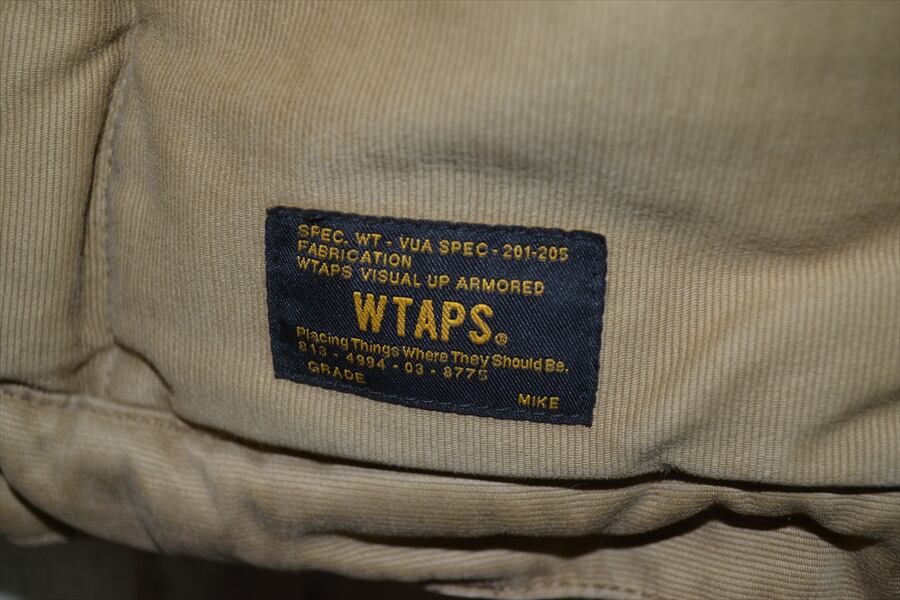 SPEC. WT - VUA SPEC - 201-205
FABRICATION
WTAPS VISUAL UP ARMORED
WTAPS®
Placing Things Where They Should Be.
813 - 4994 - 03 - 8775
GRADE
MIKE